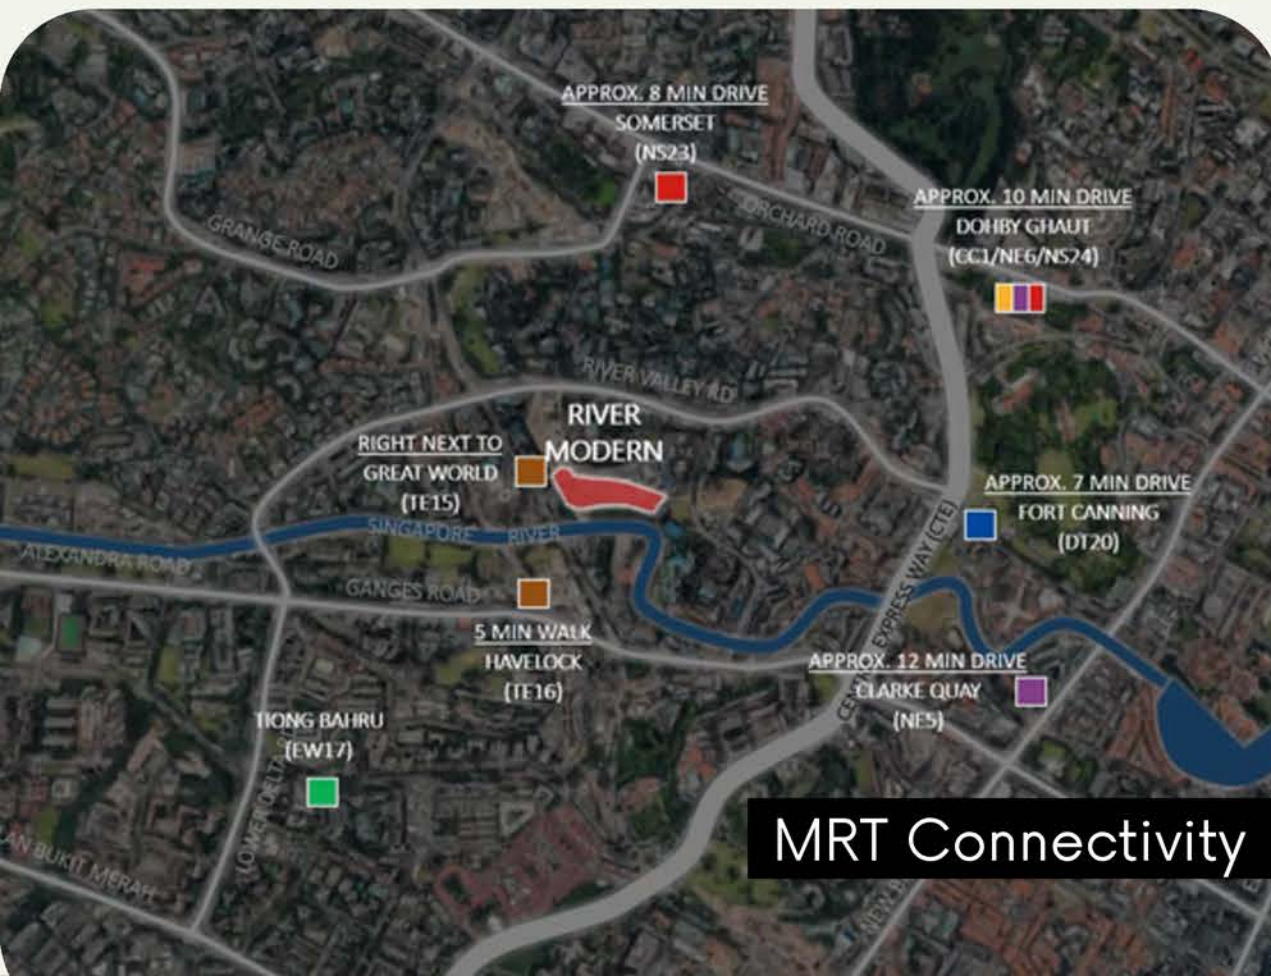 APPROX. 8 MIN DRIVE
SOMERSET
(NS23)
APPROX. 10 MIN DRIVE
DOHBY GHAUT
(CC1/NE6/NS24)
ORCHARD ROAD
GRANGE ROAD
RIVER VALLEY RD
RIVER
MODERN
RIGHT NEXT TO
GREAT WORLD
(TE15)
APPROX. 7 MIN DRIVE
FORT CANNING
(DT20)
SINGAPORE RIVER
ALEXANDRA ROAD
GANGES ROAD
EXPRESS WAY (CTE)
5 MIN WALK
HAVELOCK
(TE16)
APPROX. 12 MIN DRIVE
CLARKE QUAY
(NE5)
TIONG BAHRU
(EW17)
LOWER DELTA
AN BUKIT MERAH
MRT Connectivity